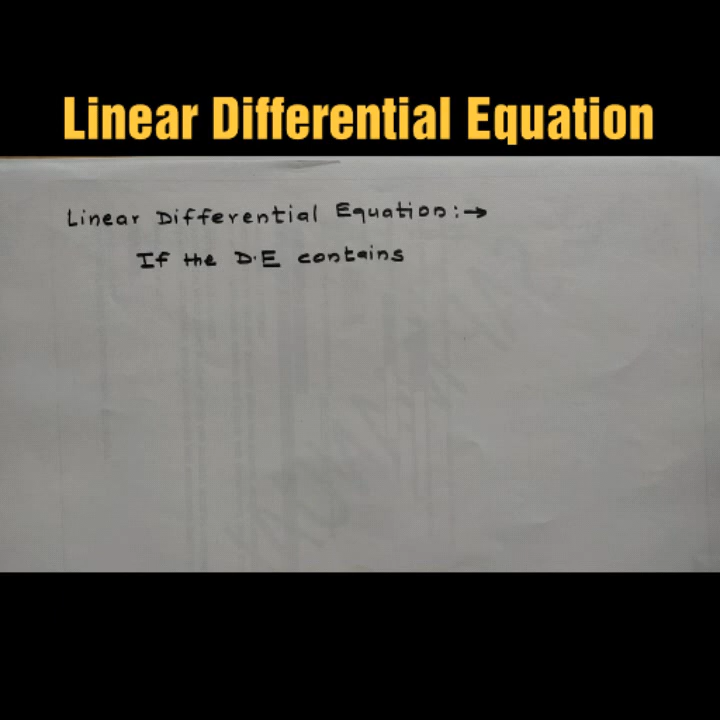 Linear Differential Equation
Linear Differential Equation :→
If the D.E contains